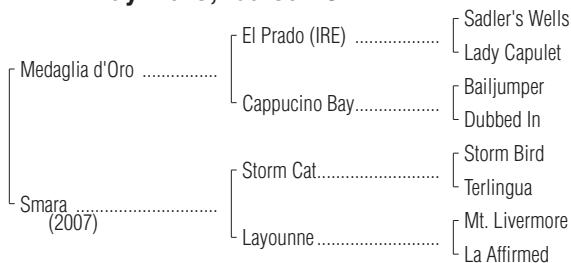 Sadler's Wells
El Prado (IRE) ...................
Lady Capulet
Medaglia d'Oro ................
Bailjumper
Cappucino Bay...................
Dubbed In
Storm Bird
Storm Cat...........................
Terlingua
Smara .............................
(2007)
Mt. Livermore
Layounne...........................
La Affirmed